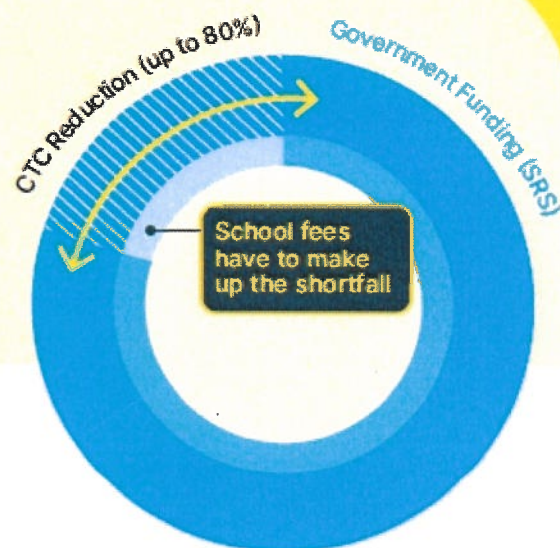 CTC Reduction (up to 80%)
Government Funding (SRS)
School fees
have to make
up the shortfall